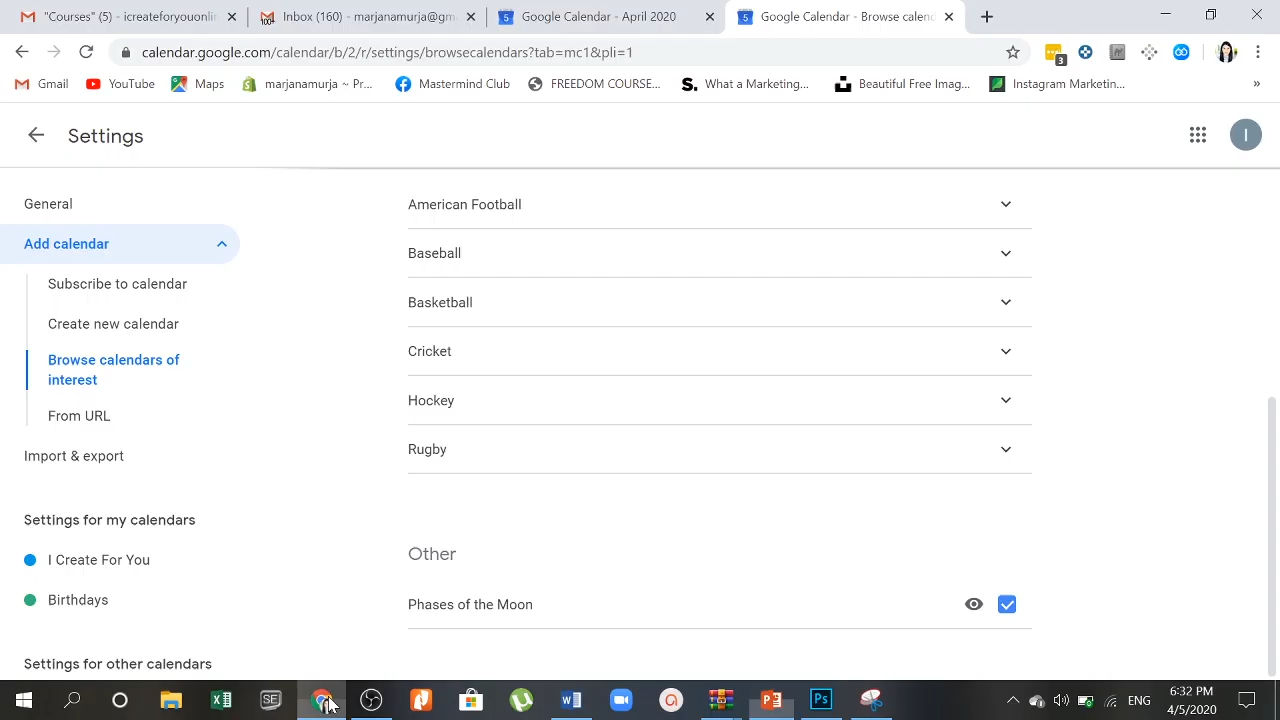 "Courses" (5) - icreateforyouonlin
Inbox (160) - marjanamurja@gm
Google Calendar - April 2020
Google Calendar - Browse calend
calendar.google.com/calendar/b/2/r/settings/browsecalendars?tab=mc1&pli=1
3
Gmail
YouTube
Maps
marjanamurja ~ Pr...
Mastermind Club
FREEDOM COURSE...
What a Marketing...
Beautiful Free Imag...
Instagram Marketin...
»
Settings
I
General
Add calendar
Subscribe to calendar
Create new calendar
Browse calendars of
interest
From URL
Import & export
Settings for my calendars
I Create For You
Birthdays
Settings for other calendars
American Football
Baseball
Basketball
Cricket
Hockey
Rugby
Other
Phases of the Moon
ENG
6:32 PM
4/5/2020